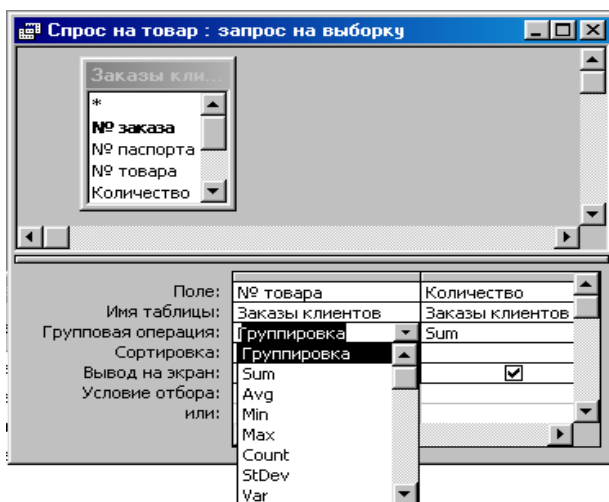 Спрос на товар : запрос на выборку
Заказы кли...
*
№ заказа
№ паспорта
№ товара
Количество
Поле: № товара Количество
Имя таблицы: Заказы клиентов Заказы клиентов
Групповая операция: Группировка Sum
Сортировка: Группировка
Вывод на экран: Sum
Условие отбора: Avg
или: Min
Max
Count
StDev
Var